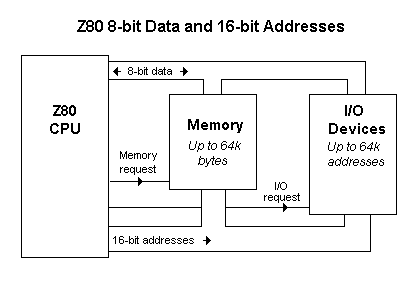 Z80 8-bit Data and 16-bit Addresses
8-bit data
Z80
CPU
Memory
Up to 64k
bytes
I/O
Devices
Up to 64k
addresses
Memory
request
I/O
request
16-bit addresses